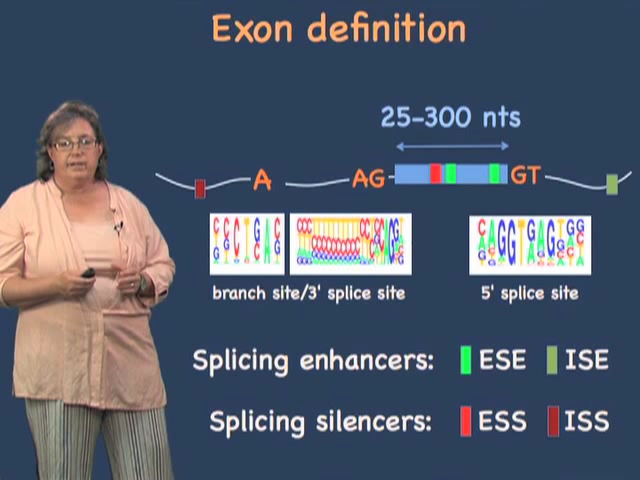 Exon definition
25-300 nts
A AG GT
branch site/3' splice site
5' splice site
Splicing enhancers: ESE ISE
Splicing silencers: ESS ISS